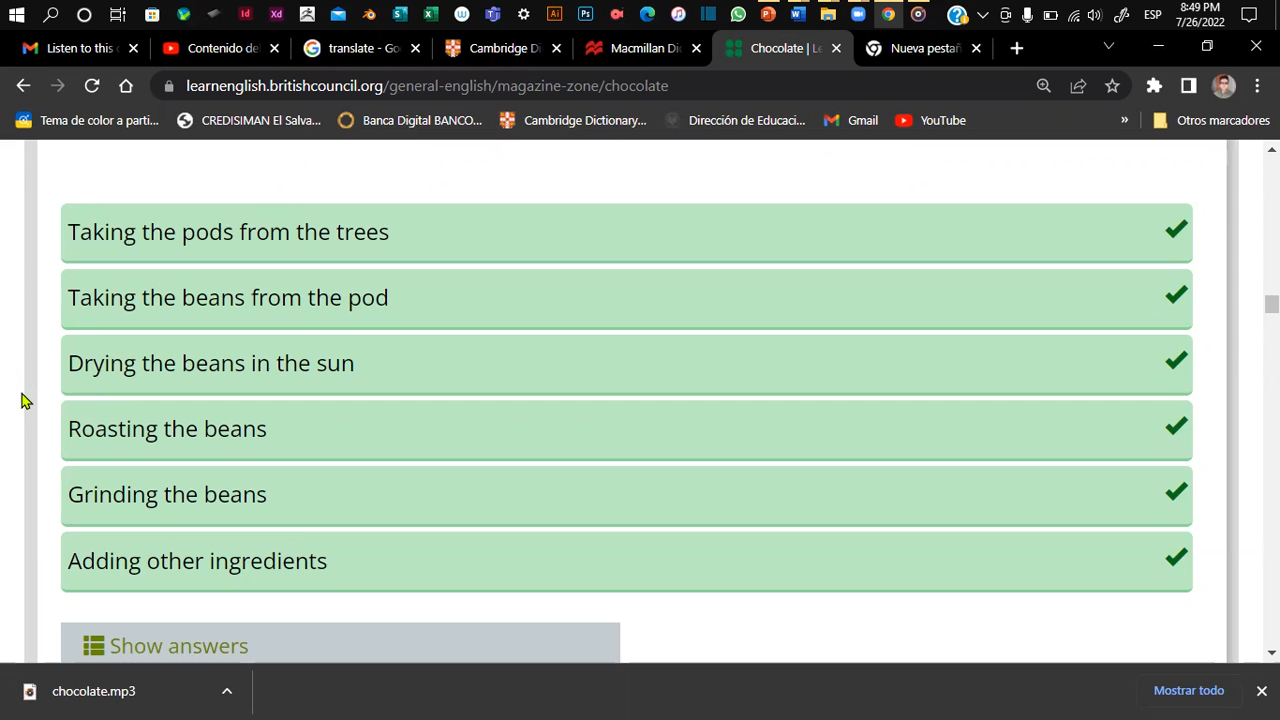 8:49 PM
ESP
7/26/2022
Listen to this c
Contenido de
translate - Go
Cambridge Di
Macmillan Dic
Chocolate | Le
Nueva pestañ
learnenglish.britishcouncil.org/general-english/magazine-zone/chocolate
Tema de color a parti...
CREDISIMAN El Salva...
Banca Digital BANCO...
Cambridge Dictionary...
Dirección de Educaci...
Gmail
YouTube
»
Otros marcadores
Taking the pods from the trees
Taking the beans from the pod
Drying the beans in the sun
Roasting the beans
Grinding the beans
Adding other ingredients
Show answers
chocolate.mp3
Mostrar todo